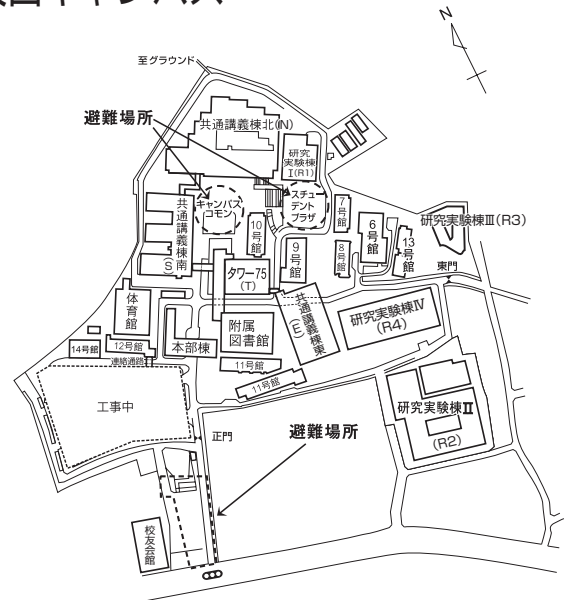 キャンパス
N
至グラウンド
避難場所
共通講義棟北(N)
研究
実験棟
I(R1)
キャンパス
コモン
スチュ
デント
プラザ
7号館
6号館
研究実験棟Ⅲ(R3)
共通講義棟南
(S)
10号館
9号館
8号館
13号館
東門
タワー75
(T)
体育館
附属
図書館
共通講義棟東
(E)
研究実験棟Ⅳ
(R4)
14号館
12号館
本部棟
連絡通路
11号館
11号館
工事中
研究実験棟Ⅱ
(R2)
正門
避難場所
校友会館